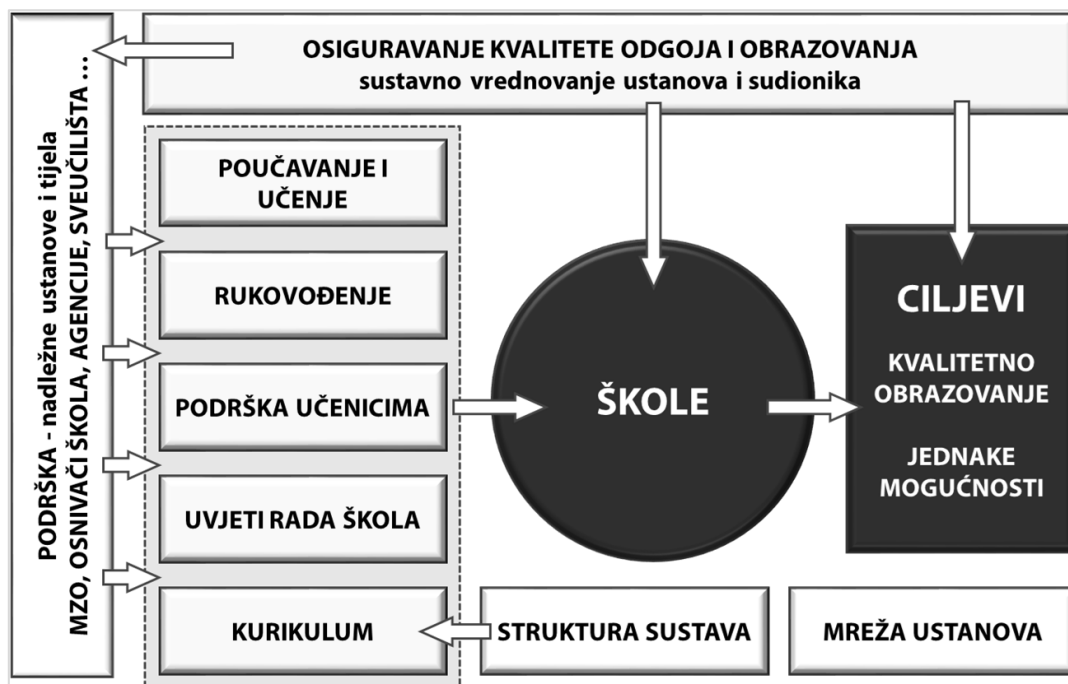 OSIGURAVANJE KVALITETE ODGOJA I OBRAZOVANJA
sustavno vrednovanje ustanova i sudionika
PODRŠKA - nadležne ustanove i tijela
MZO, OSNIVAČI ŠKOLA, AGENCIJE, SVEUČILIŠTA ...
POUČAVANJE I
UČENJE
RUKOVOĐENJE
PODRŠKA UČENICIMA
UVJETI RADA ŠKOLA
KURIKULUM
ŠKOLE
CILJEVI
KVALITETNO
OBRAZOVANJE
JEDNAKE
MOGUĆNOSTI
STRUKTURA SUSTAVA
MREŽA USTANOVA